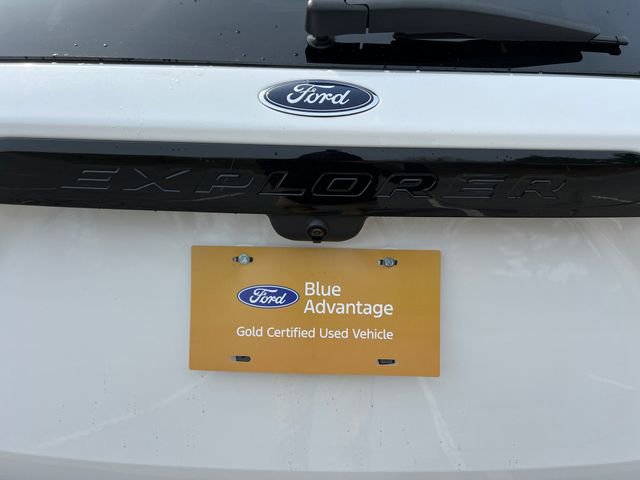 Ford
EXPLORER
Ford Blue
Advantage
Gold Certified Used Vehicle